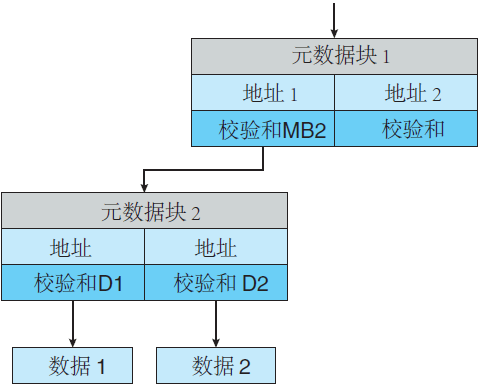 元数据块 1
地址 1 地址 2
校验和MB2 校验和
元数据块 2
地址 地址
校验和D1 校验和 D2
数据 1 数据 2